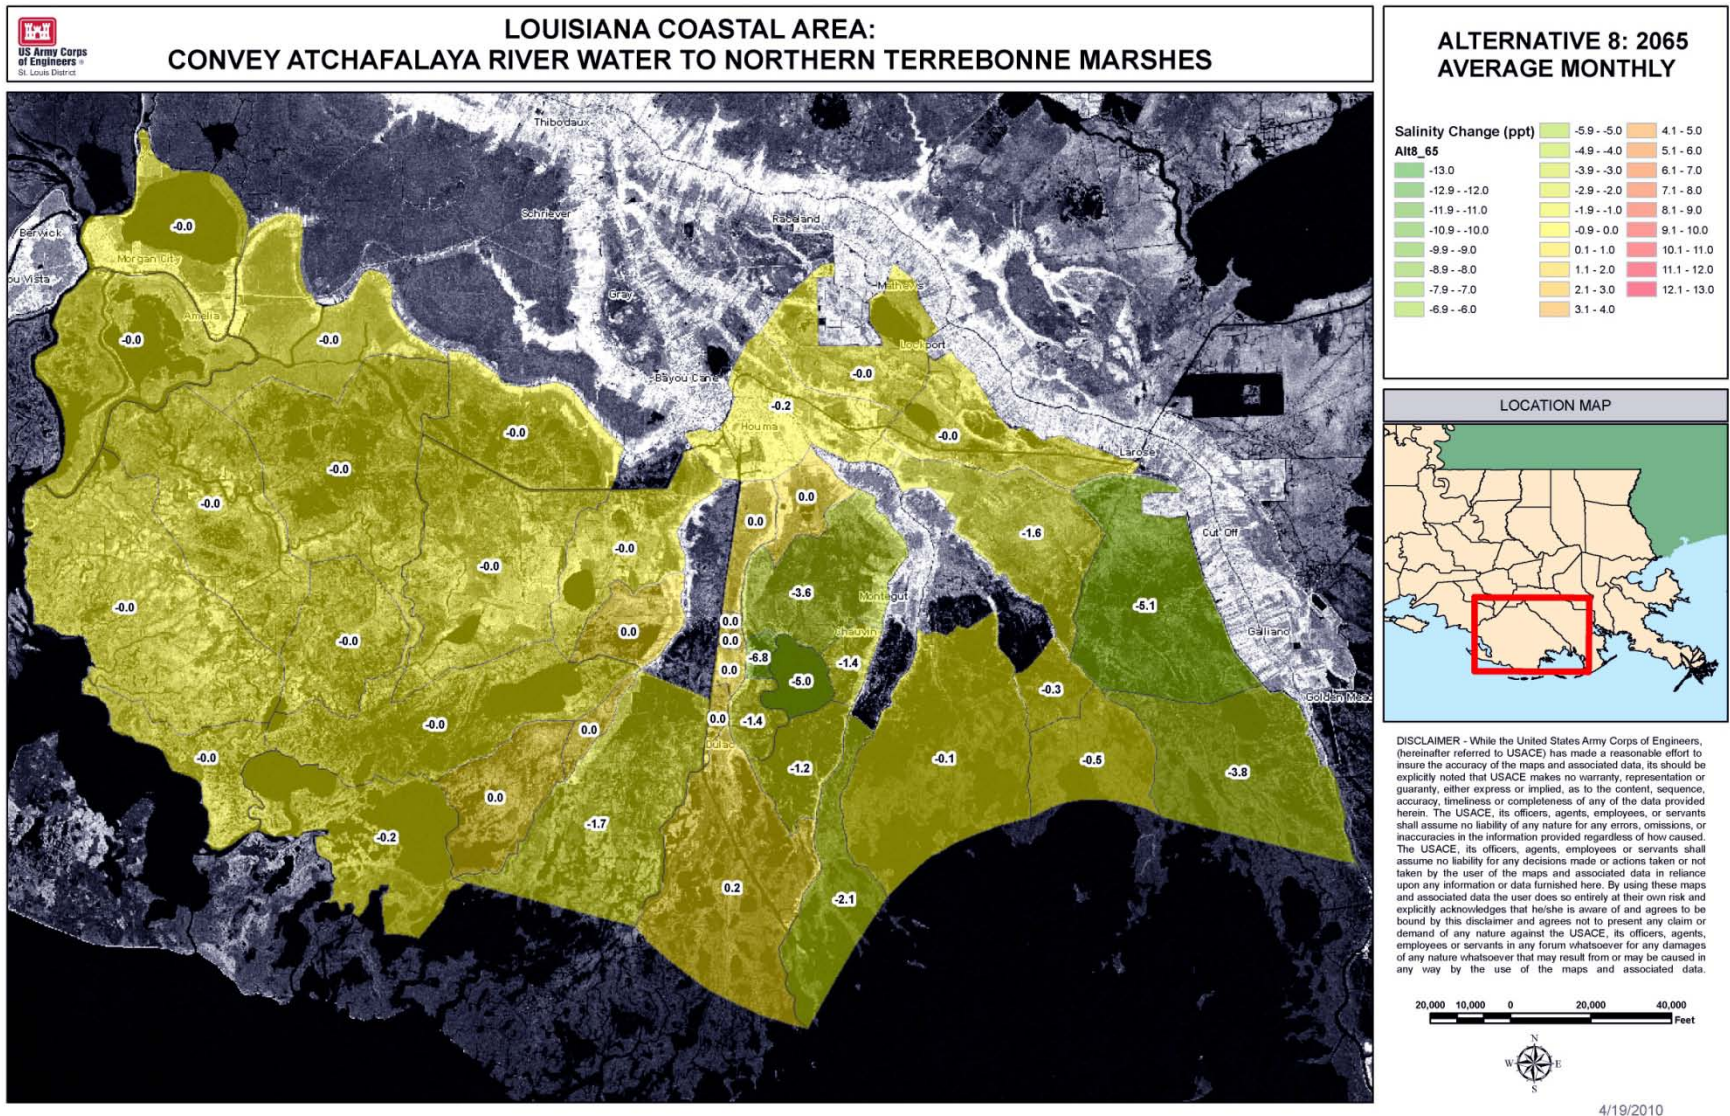 US Army Corps
of Engineers ®
St. Louis District
LOUISIANA COASTAL AREA:
CONVEY ATCHAFALAYA RIVER WATER TO NORTHERN TERREBONNE MARSHES
ALTERNATIVE 8: 2065
AVERAGE MONTHLY
Salinity Change (ppt)
Alt8_65
-13.0
-12.9 - -12.0
-11.9 - -11.0
-10.9 - -10.0
-9.9 - -9.0
-8.9 - -8.0
-7.9 - -7.0
-6.9 - -6.0
-5.9 - -5.0
-4.9 - -4.0
-3.9 - -3.0
-2.9 - -2.0
-1.9 - -1.0
-0.9 - 0.0
0.1 - 1.0
1.1 - 2.0
2.1 - 3.0
3.1 - 4.0
4.1 - 5.0
5.1 - 6.0
6.1 - 7.0
7.1 - 8.0
8.1 - 9.0
9.1 - 10.0
10.1 - 11.0
11.1 - 12.0
12.1 - 13.0
Thibodaux
Schriever
Raceland
-0.0
Berwick
Morgan City
ou Vista
Gray
Mathews
Amelia
-0.0
-0.0
Lockport
Bayou Cane
-0.0
-0.2
Houma
-0.0
-0.0
Larose
-0.0
-0.0
0.0
0.0
-1.6
Cut Off
-0.0
-0.0
-3.6
Montegut
-0.0
-5.1
0.0
0.0
Chauvin
Galliano
-0.0
0.0
-6.8
-1.4
0.0
-5.0
-0.3
Golden Mead
0.0
-1.4
-0.0
0.0
Dulac
-0.0
-1.2
-0.1
-0.5
-3.8
0.0
-0.2
-1.7
0.2
-2.1
LOCATION MAP
DISCLAIMER - While the United States Army Corps of Engineers,
(hereinafter referred to USACE) has made a reasonable effort to
insure the accuracy of the maps and associated data, its should be
explicitly noted that USACE makes no warranty, representation or
guaranty, either express or implied, as to the content, sequence,
accuracy, timeliness or completeness of any of the data provided
herein. The USACE, its officers, agents, employees, or servants
shall assume no liability of any nature for any errors, omissions, or
inaccuracies in the information provided regardless of how caused.
The USACE, its officers, agents, employees or servants shall
assume no liability for any decisions made or actions taken or not
taken by the user of the maps and associated data in reliance
upon any information or data furnished here. By using these maps
and associated data the user does so entirely at their own risk and
explicitly acknowledges that he/she is aware of and agrees to be
bound by this disclaimer and agrees not to present any claim or
demand of any nature against the USACE, its officers, agents,
employees or servants in any forum whatsoever for any damages
of any nature whatsoever that may result from or may be caused in
any way by the use of the maps and associated data.
20,000 10,000 0 20,000 40,000
Feet
N
W E
S
4/19/2010